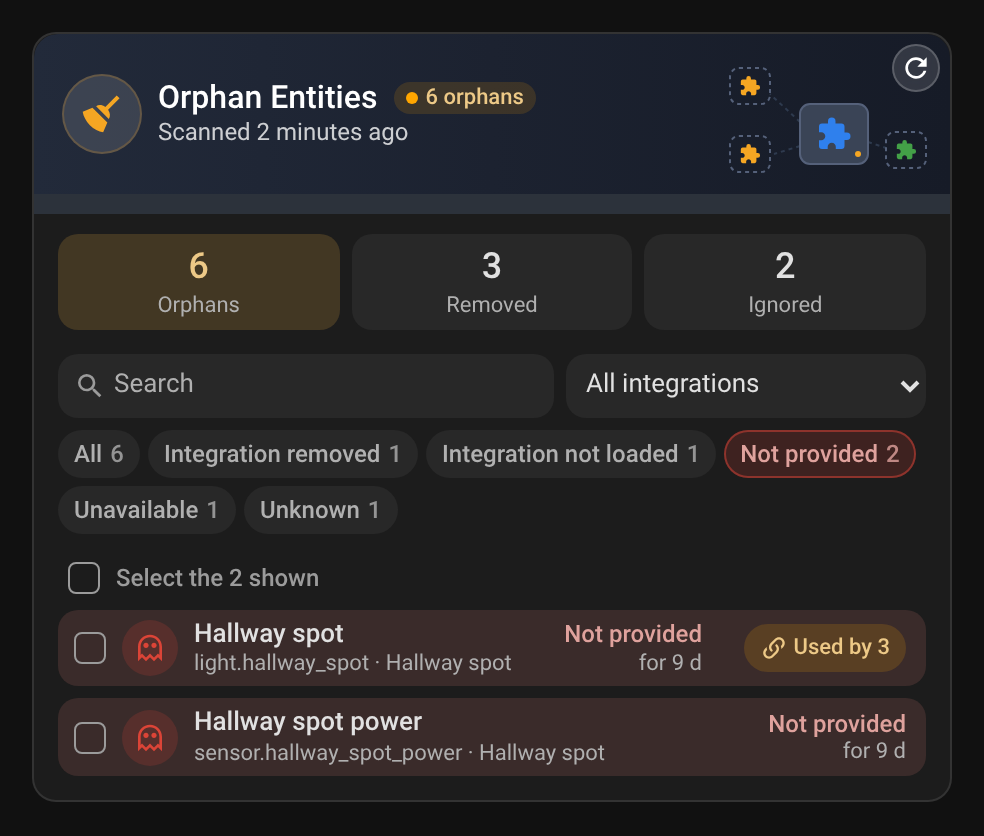 Orphan Entities
6 orphans
Scanned 2 minutes ago
6
Orphans
3
Removed
2
Ignored
Search
All integrations
All 6
Integration removed 1
Integration not loaded 1
Not provided 2
Unavailable 1
Unknown 1
Select the 2 shown
Hallway spot
light.hallway_spot · Hallway spot
Not provided
for 9 d
Used by 3
Hallway spot power
sensor.hallway_spot_power · Hallway spot
Not provided
for 9 d